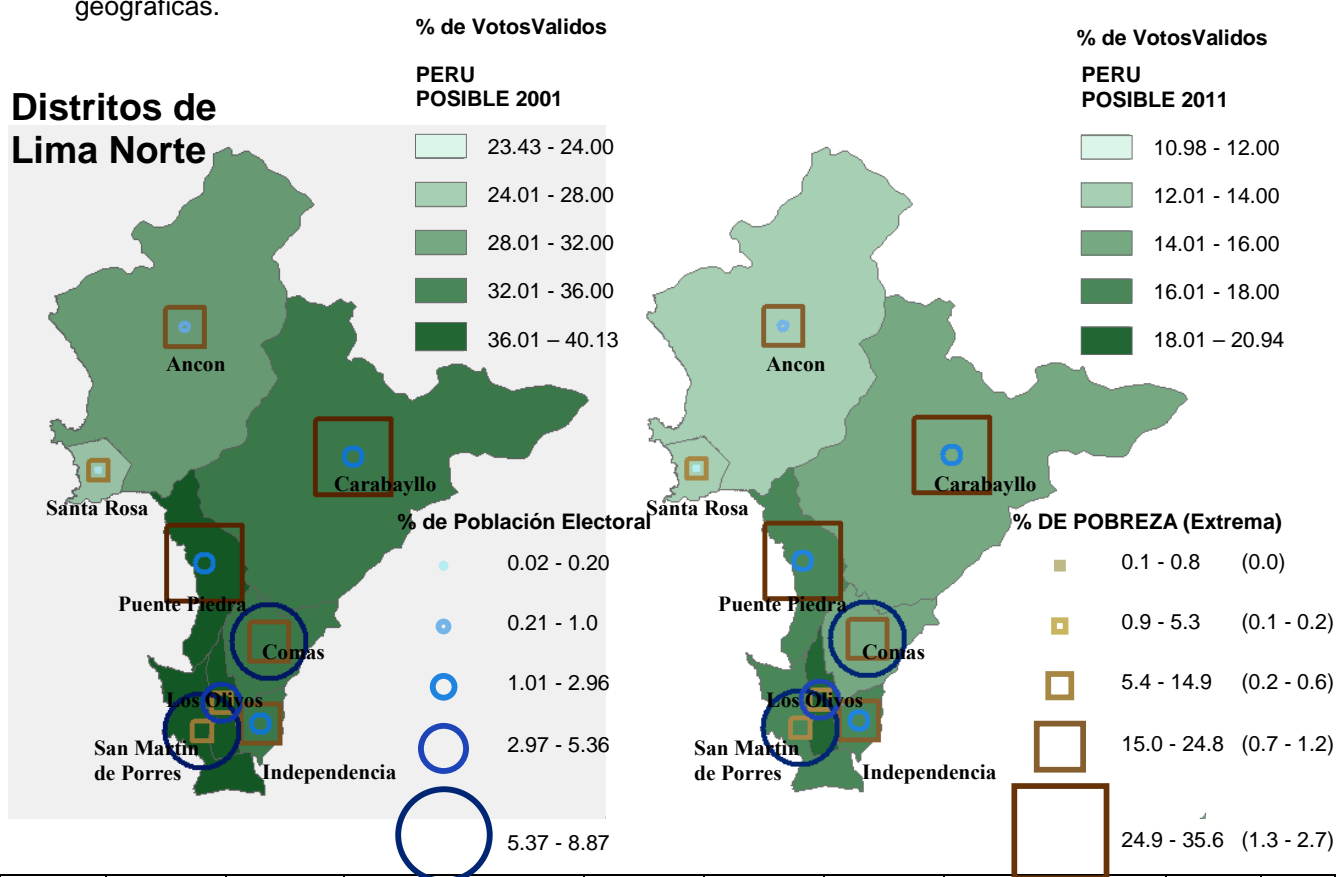 geográficas.
Distritos de
Lima Norte
% de VotosValidos
PERU
POSIBLE 2001
23.43 - 24.00
24.01 - 28.00
28.01 - 32.00
32.01 - 36.00
36.01 – 40.13
Ancon
Carabayllo
Santa Rosa
Puente Piedra
Comas
Los Olivos
San Martin
de Porres
Independencia
% de Población Electoral
0.02 - 0.20
0.21 - 1.0
1.01 - 2.96
2.97 - 5.36
5.37 - 8.87
% de VotosValidos
PERU
POSIBLE 2011
10.98 - 12.00
12.01 - 14.00
14.01 - 16.00
16.01 - 18.00
18.01 – 20.94
Ancon
Carabayllo
Santa Rosa
Puente Piedra
Comas
Los Olivos
San Martin
de Porres
Independencia
% DE POBREZA (Extrema)
0.1 - 0.8 (0.0)
0.9 - 5.3 (0.1 - 0.2)
5.4 - 14.9 (0.2 - 0.6)
15.0 - 24.8 (0.7 - 1.2)
24.9 - 35.6 (1.3 - 2.7)